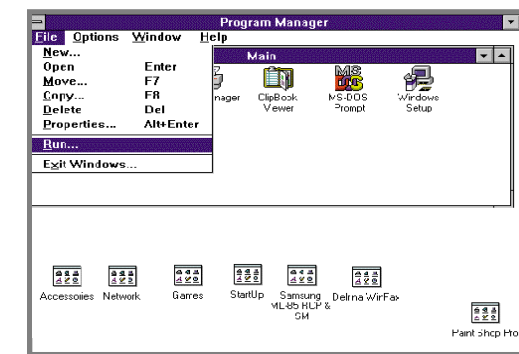 Program Manager
File Options Window Help
New...
Open Enter
Move... F7
Copy... F8
Delete Del
Properties... Alt+Enter
Run...
Exit Windows...
Main
nager
ClipBook Viewer
MS-DOS Prompt
Windows Setup
Accessories
Network
Games
StartUp
Samsung ML-85 RCP & SM
Delrina WinFax
Paint Shop Pro